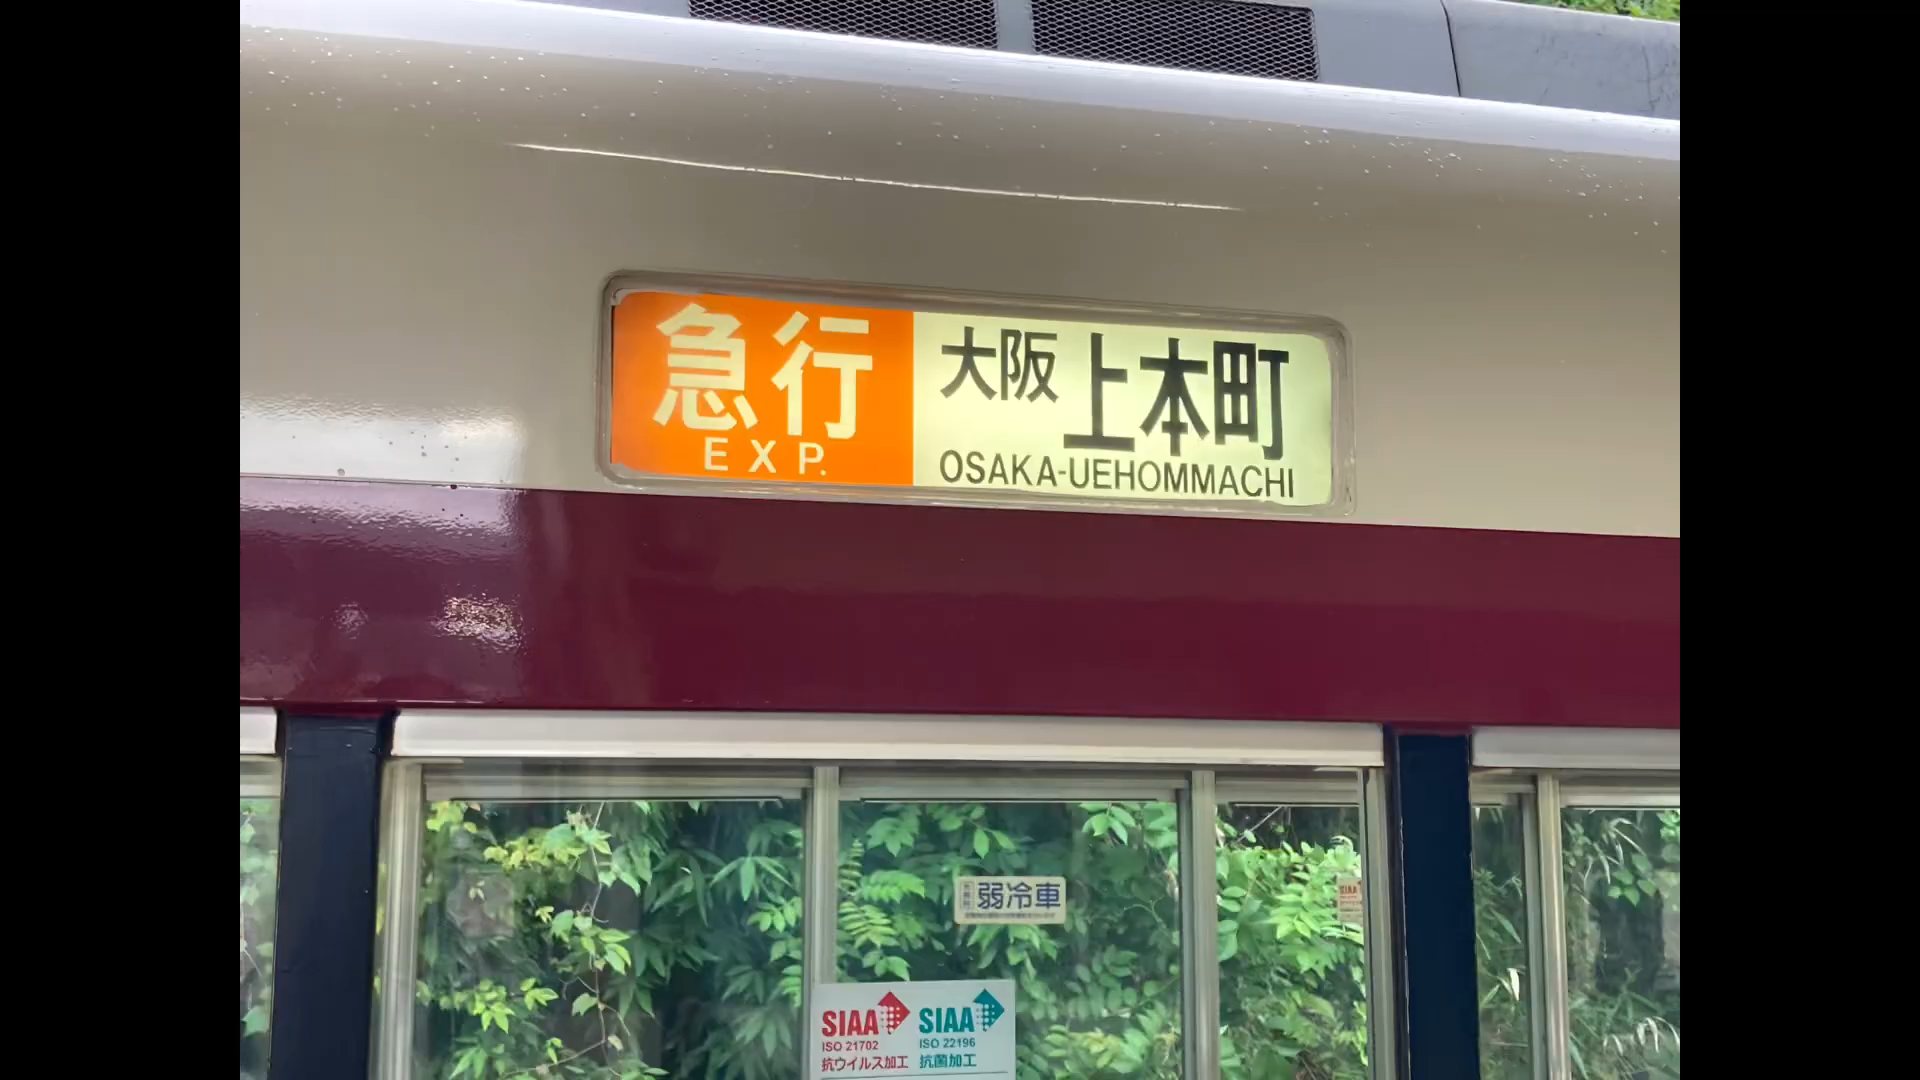 急行 大阪上本町
EXP. OSAKA-UEHOMMACHI
弱冷車
SIAA SIAA
ISO 21702 ISO 22196
抗ウイルス加工 抗菌加工
SIAA